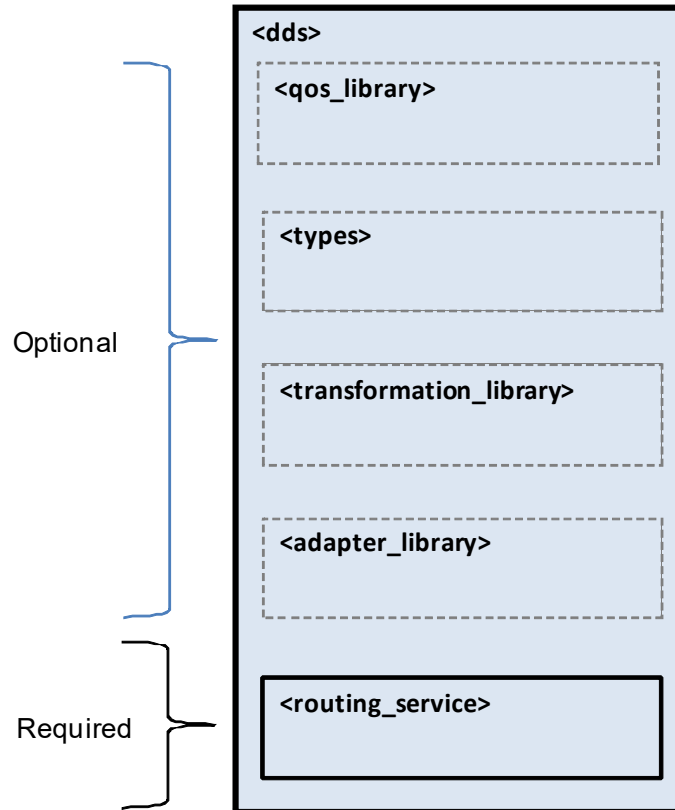 <dds>
<qos_library>
<types>
Optional
<transformation_library>
<adapter_library>
<routing_service>
Required